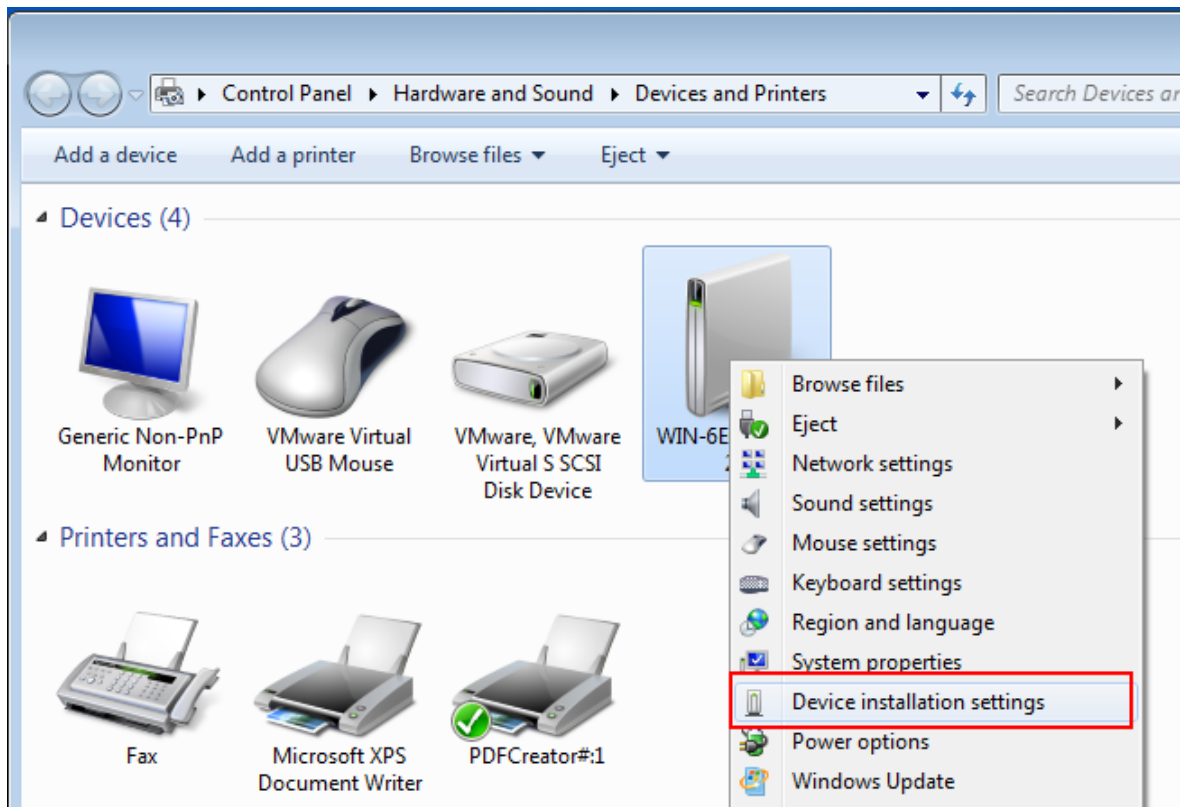 Control Panel Hardware and Sound Devices and Printers Search Devices
Add a device Add a printer Browse files Eject
Devices (4)
Generic Non-PnP
Monitor
VMware Virtual
USB Mouse
VMware, VMware
Virtual S SCSI
Disk Device
WIN-6E
Browse files
Eject
Network settings
Sound settings
Mouse settings
Keyboard settings
Region and language
System properties
Device installation settings
Power options
Windows Update
Printers and Faxes (3)
Fax
Microsoft XPS
Document Writer
PDFCreator#:1